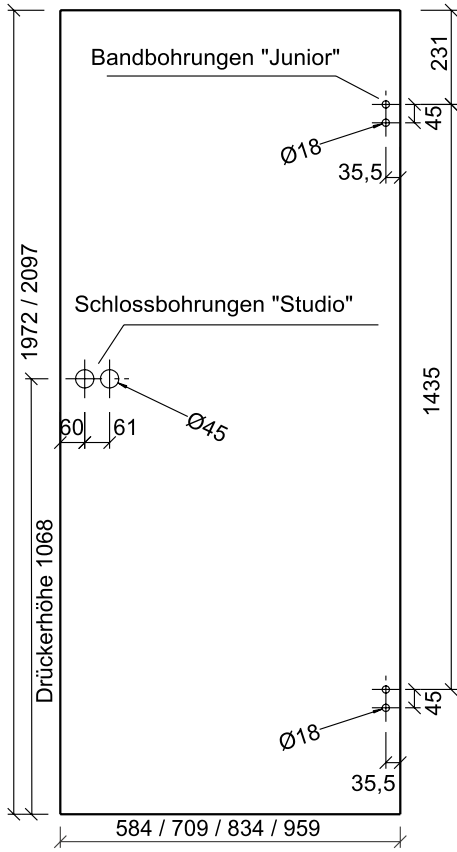 231
Bandbohrungen "Junior"
45
Ø18
35,5
1972 / 2097
Schlossbohrungen "Studio"
1435
60
61
Ø45
Drückerhöhe 1068
45
Ø18
35,5
584 / 709 / 834 / 959